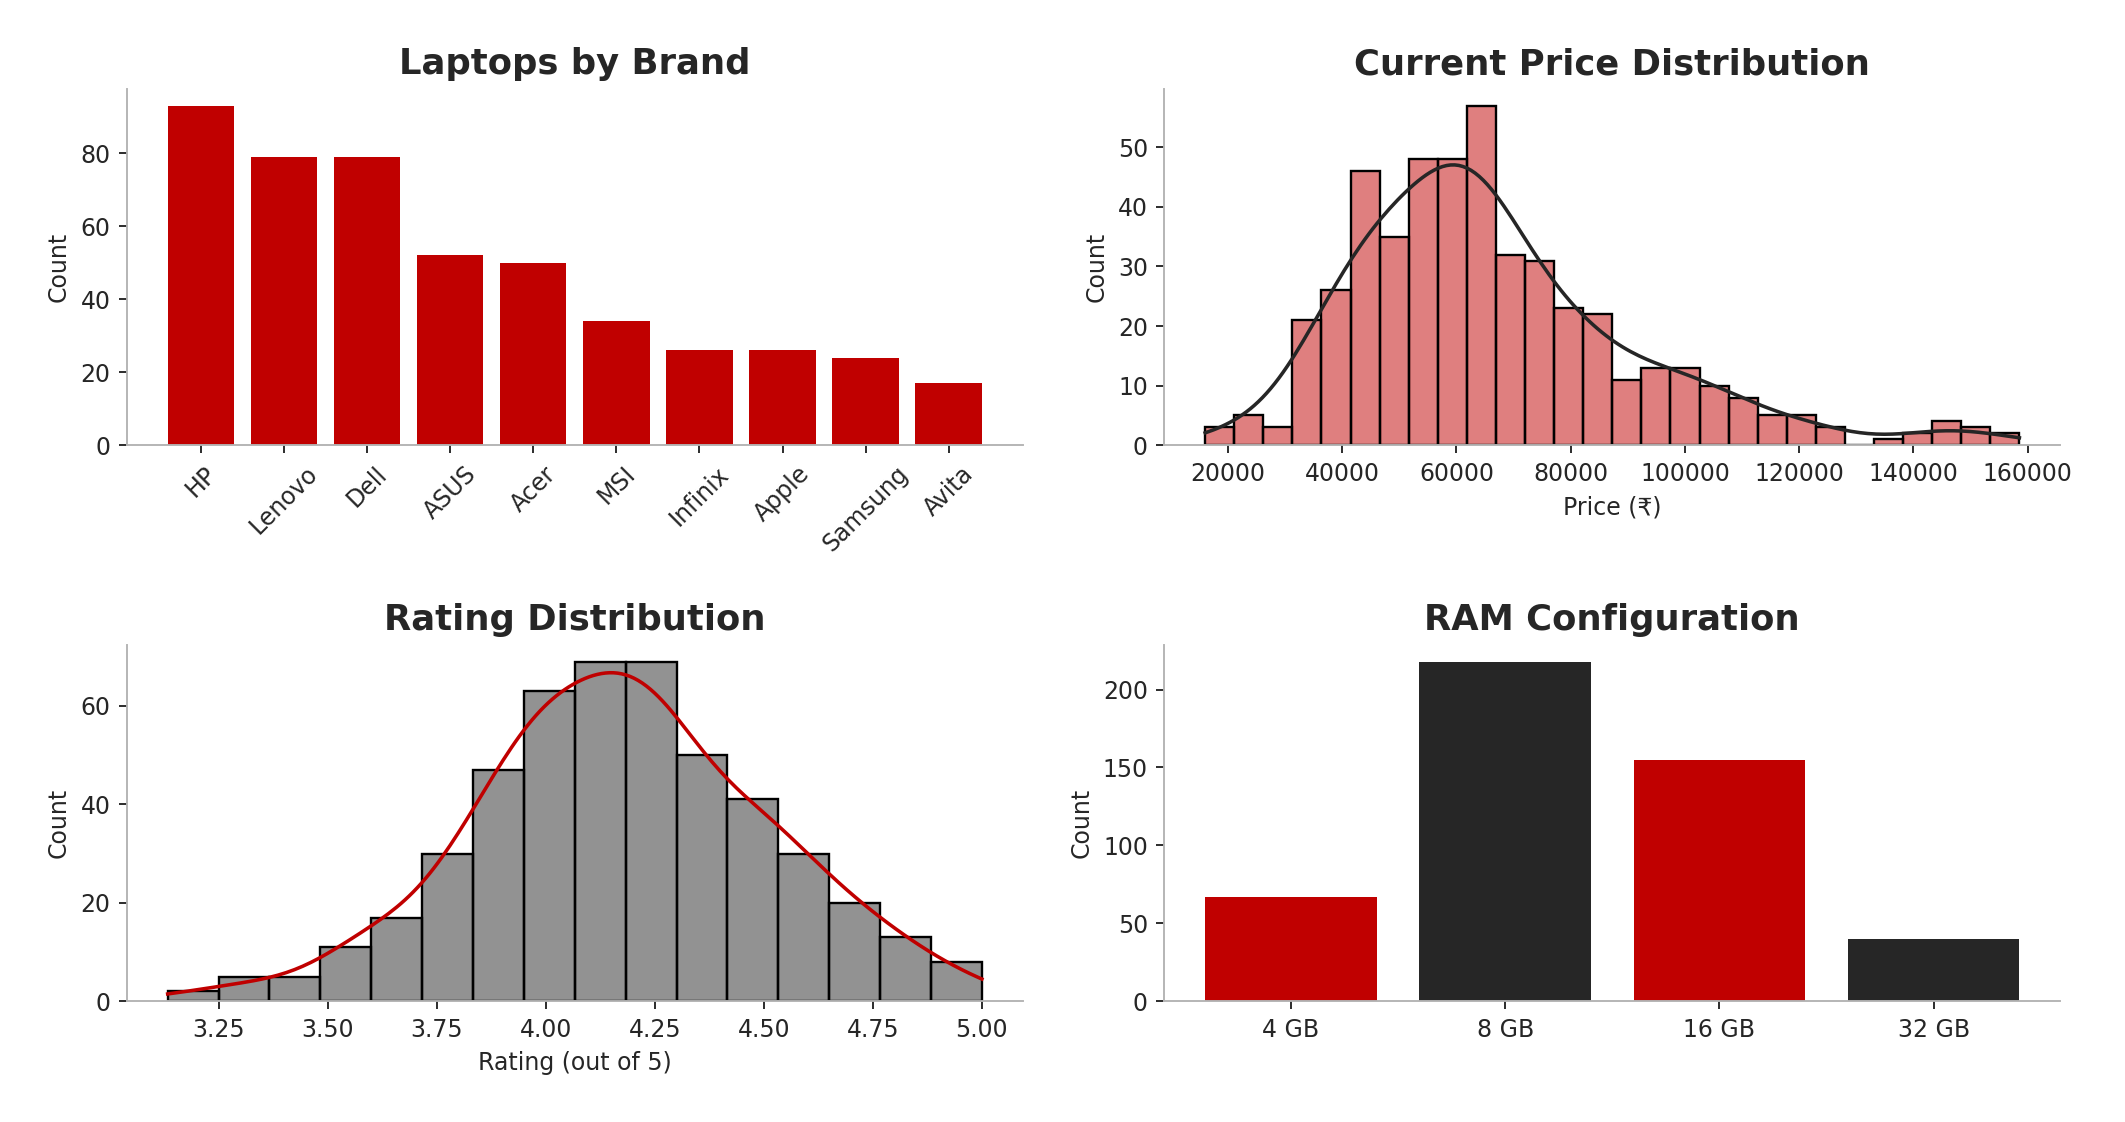 Laptops by Brand
Count
80
60
40
20
0
HP
Lenovo
Dell
ASUS
Acer
MSI
Infinix
Apple
Samsung
Avita
Current Price Distribution
Count
50
40
30
20
10
0
20000
40000
60000
80000
100000
120000
140000
160000
Price (₹)
Rating Distribution
Count
60
40
20
0
3.25
3.50
3.75
4.00
4.25
4.50
4.75
5.00
Rating (out of 5)
RAM Configuration
Count
200
150
100
50
0
4 GB
8 GB
16 GB
32 GB